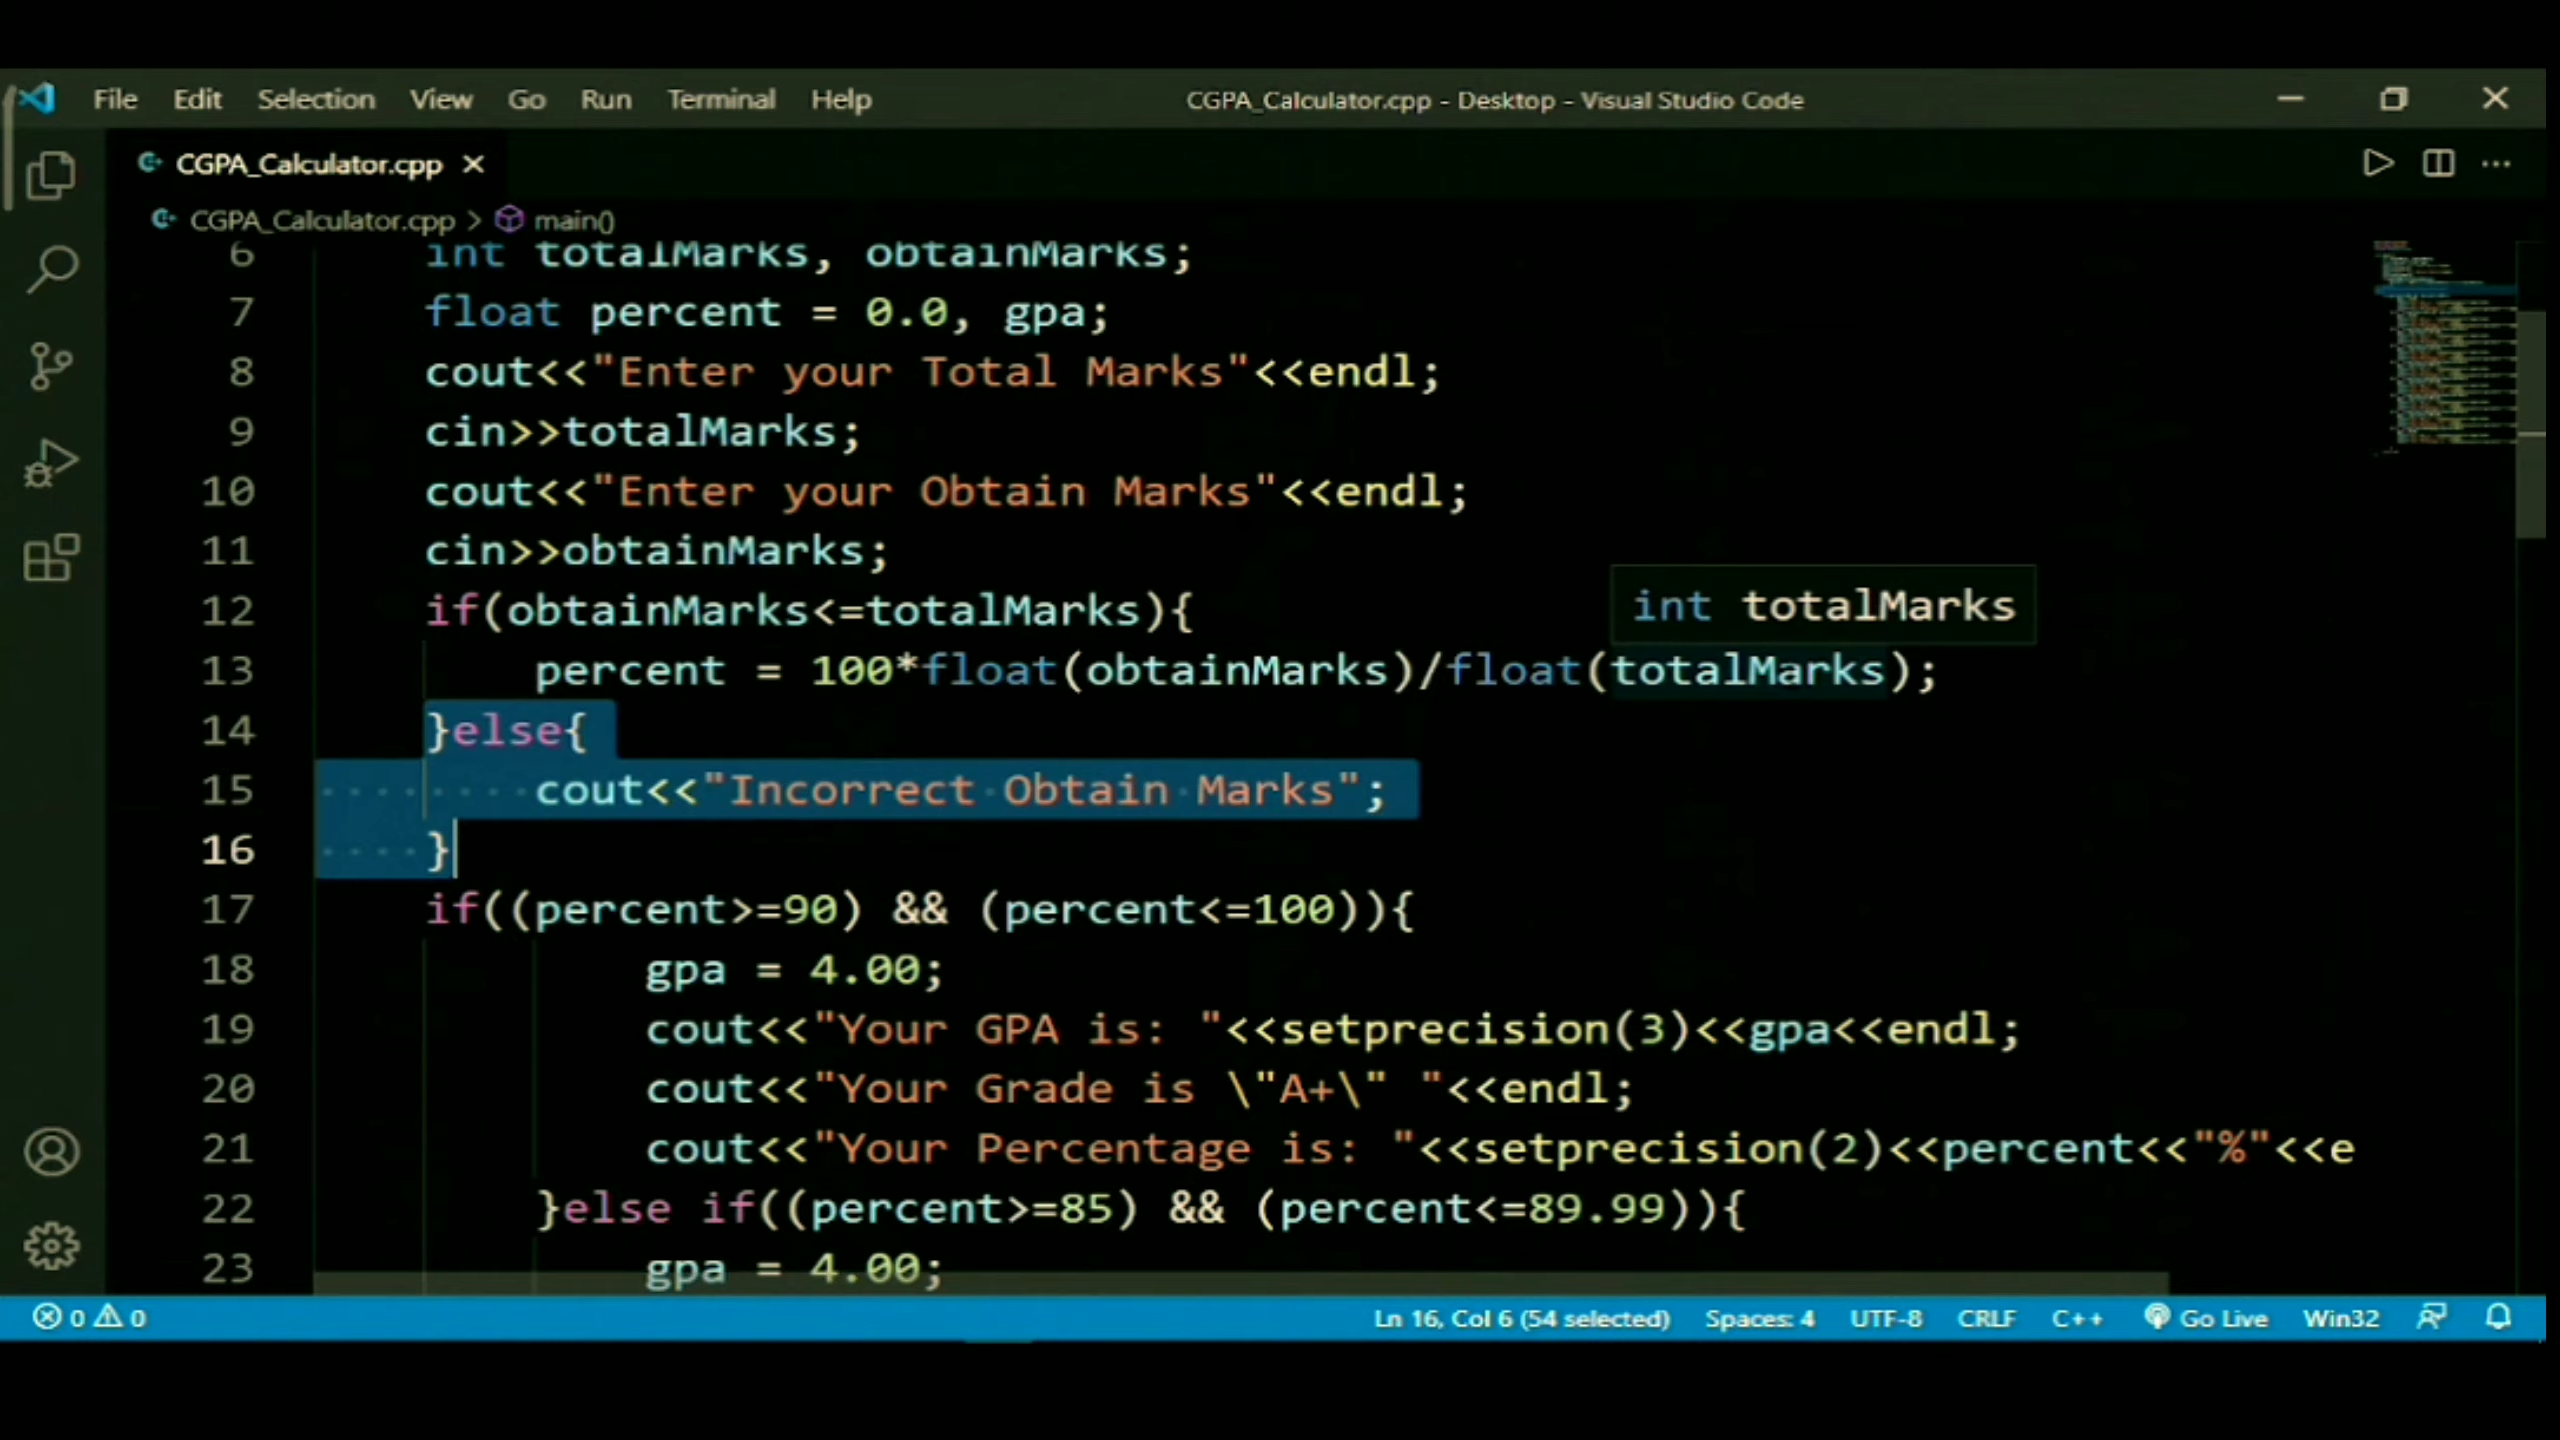 File Edit Selection View Go Run Terminal Help CGPA_Calculator.cpp - Desktop - Visual Studio Code
CGPA_Calculator.cpp
CGPA_Calculator.cpp > main()
6 int totalMarks, obtainMarks;
7 float percent = 0.0, gpa;
8 cout<<"Enter your Total Marks"<<endl;
9 cin>>totalMarks;
10 cout<<"Enter your Obtain Marks"<<endl;
11 cin>>obtainMarks;
12 if(obtainMarks<=totalMarks){
int totalMarks
13 percent = 100*float(obtainMarks)/float(totalMarks);
14 }else{
15 cout<<"Incorrect Obtain Marks";
16 }
17 if((percent>=90) && (percent<=100)){
18 gpa = 4.00;
19 cout<<"Your GPA is: "<<setprecision(3)<<gpa<<endl;
20 cout<<"Your Grade is \"A+\" "<<endl;
21 cout<<"Your Percentage is: "<<setprecision(2)<<percent<<"%"<<e
22 }else if((percent>=85) && (percent<=89.99)){
23 gpa = 4.00;
0 0 Ln 16, Col 6 (54 selected) Spaces: 4 UTF-8 CRLF C++ Go Live Win32